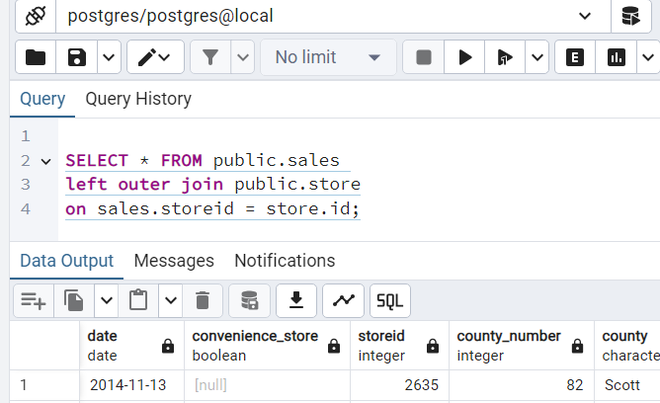 postgres/postgres@local
No limit
E
Query Query History
1
2 SELECT * FROM public.sales
3 left outer join public.store
4 on sales.storeid = store.id;
Data Output Messages Notifications
SQL
date convenience_store storeid county_number county
date boolean integer integer characte
1 2014-11-13 [null] 2635 82 Scott